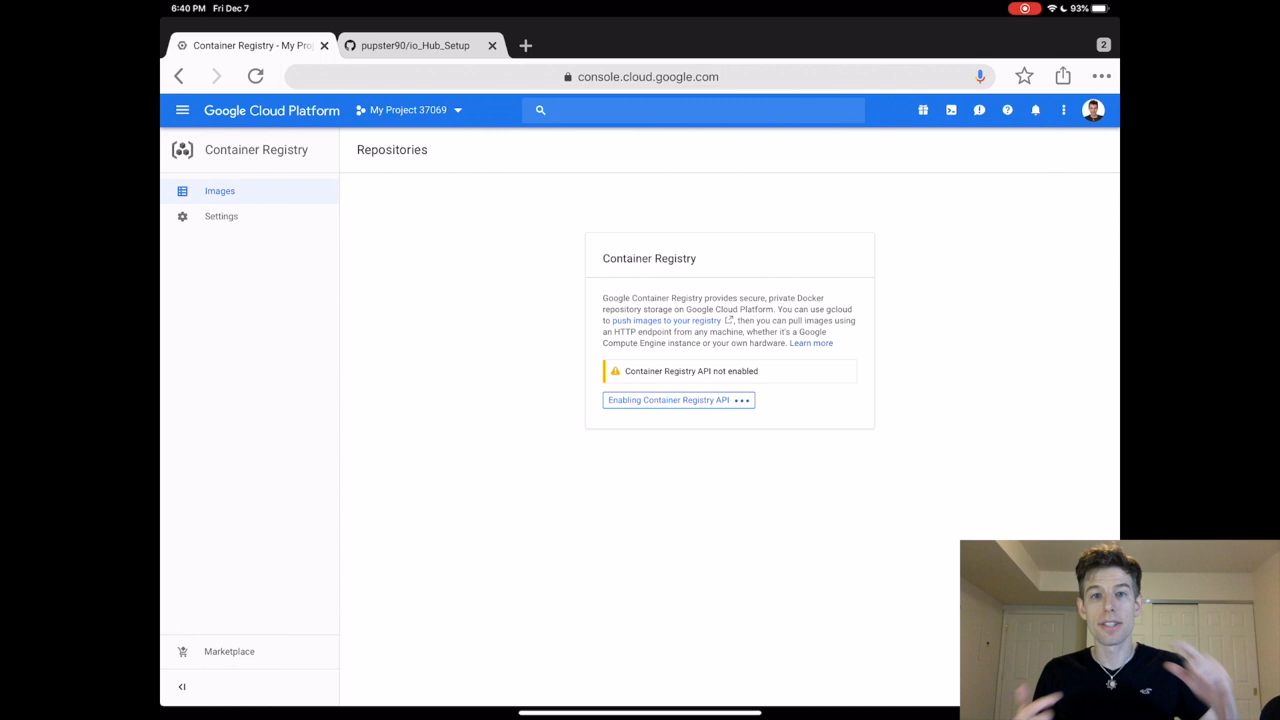 6:40 PM Fri Dec 7
93%
Container Registry - My Proj
pupster90/io_Hub_Setup
2
console.cloud.google.com
Google Cloud Platform
My Project 37069
Container Registry
Repositories
Images
Settings
Container Registry
Google Container Registry provides secure, private Docker
repository storage on Google Cloud Platform. You can use gcloud
to push images to your registry , then you can pull images using
an HTTP endpoint from any machine, whether it's a Google
Compute Engine instance or your own hardware. Learn more
Container Registry API not enabled
Enabling Container Registry API
Marketplace